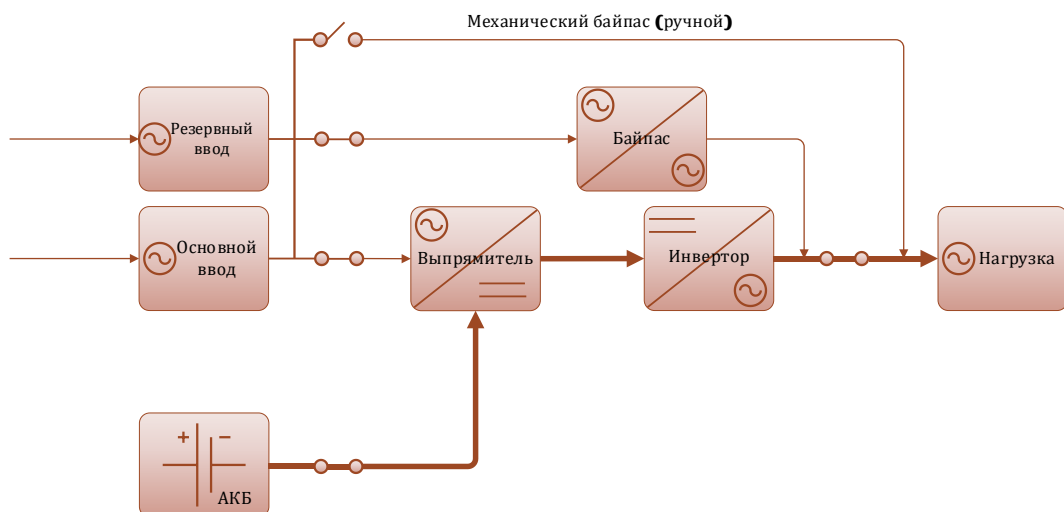 Механический байпас (ручной)
Резервный
ввод
Байпас
Основной
ввод
Выпрямитель
Инвертор
Нагрузка
+ −
АКБ